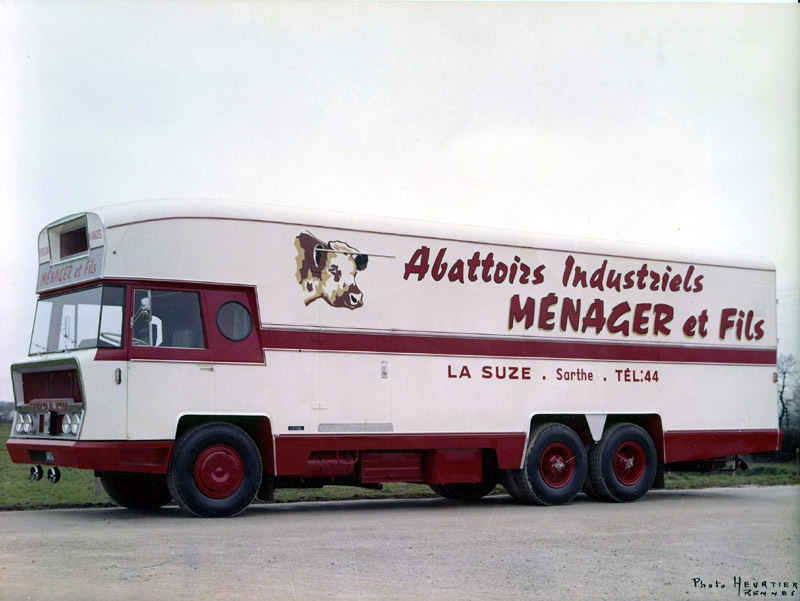 MÉNAGER et Fils
Abattoirs Industriels
MÉNAGER et Fils
LA SUZE . Sarthe . TÉL:44
Photo HEURTIER
RENNES